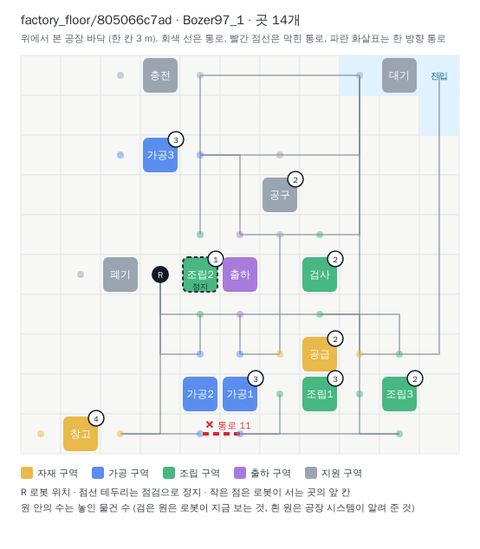 factory_floor/805066c7ad · Bozer97_1 · 곳 14개
위에서 본 공장 바닥 (한 칸 3 m). 회색 선은 통로, 빨간 점선은 막힌 통로, 파란 화살표는 한 방향 통로
충전
대기
3
가공3
2
공구
폐기
R
1
조립2
정지
출하
2
검사
2
공급
가공2
3
가공1
3
조립1
2
조립3
4
창고
× 통로 11
자재 구역
가공 구역
조립 구역
출하 구역
지원 구역
R 로봇 위치 · 점선 테두리는 점검으로 정지 · 작은 점은 로봇이 서는 곳의 앞 칸
원 안의 수는 놓인 물건 수 (검은 원은 로봇이 지금 보는 것, 흰 원은 공장 시스템이 알려 준 것)